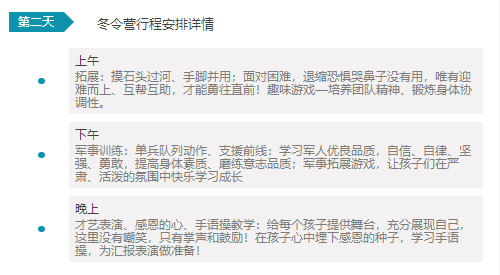 第二天
冬令营行程安排详情
上午
拓展：摸石头过河、手脚并用；面对困难，退缩恐惧哭鼻子没有用，唯有迎
难而上、互帮互助，才能勇往直前！趣味游戏—培养团队精神、锻炼身体协
调性。
下午
军事训练：单兵队列动作、支援前线：学习军人优良品质，自信、自律、坚
强、勇敢，提高身体素质、磨练意志品质；军事拓展游戏，让孩子们在严
肃、活泼的氛围中快乐学习成长
晚上
才艺表演、感恩的心、手语操教学：给每个孩子提供舞台，充分展现自己，
这里没有嘲笑，只有掌声和鼓励！在孩子心中埋下感恩的种子，学习手语
操，为汇报表演做准备！